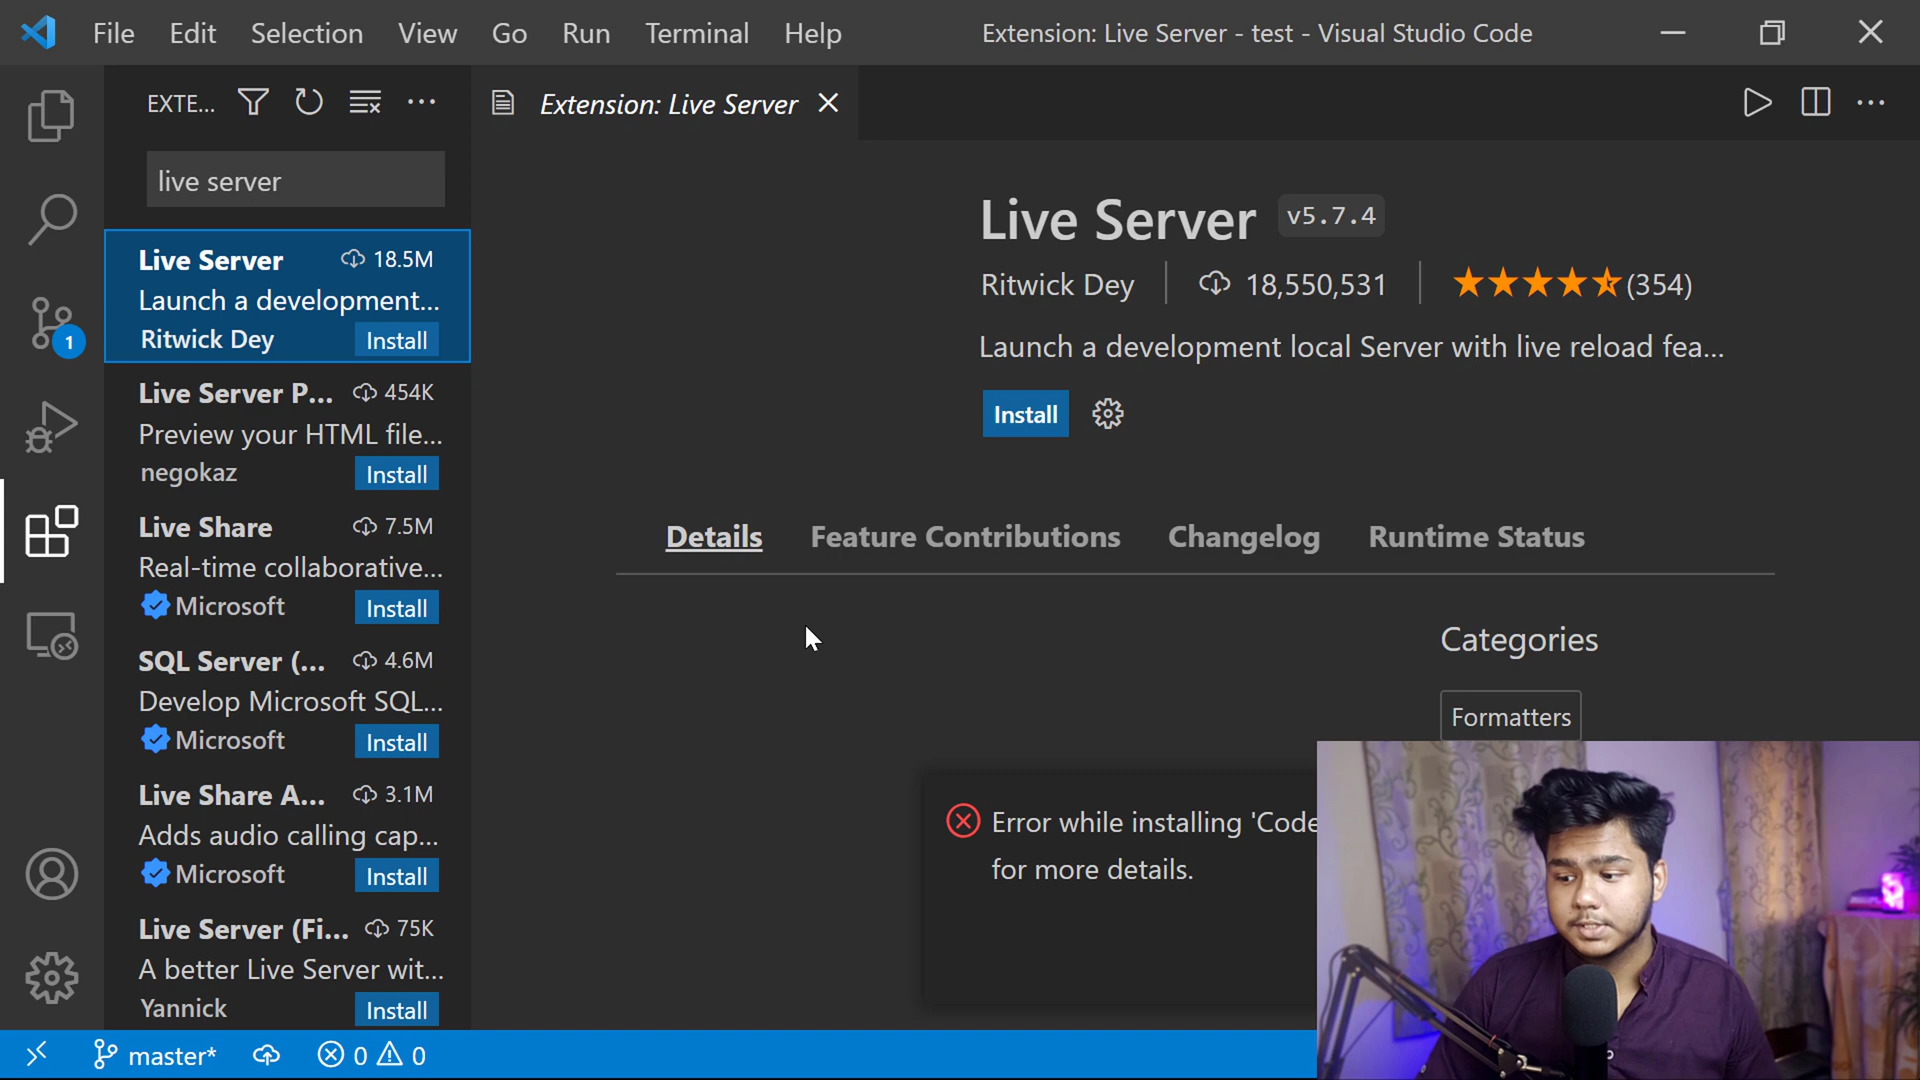 File Edit Selection View Go Run Terminal Help
Extension: Live Server - test - Visual Studio Code
EXTE...
Extension: Live Server
live server
Live Server 18.5M
Launch a development...
Ritwick Dey Install
Live Server P... 454K
Preview your HTML file...
negokaz Install
Live Share 7.5M
Real-time collaborative...
Microsoft Install
SQL Server (... 4.6M
Develop Microsoft SQL...
Microsoft Install
Live Share A... 3.1M
Adds audio calling cap...
Microsoft Install
Live Server (Fi... 75K
A better Live Server wit...
Yannick Install
1
Live Server v5.7.4
Ritwick Dey 18,550,531 (354)
Launch a development local Server with live reload fea...
Install
Details Feature Contributions Changelog Runtime Status
Categories
Formatters
Error while installing 'Code
for more details.
master* 0 0